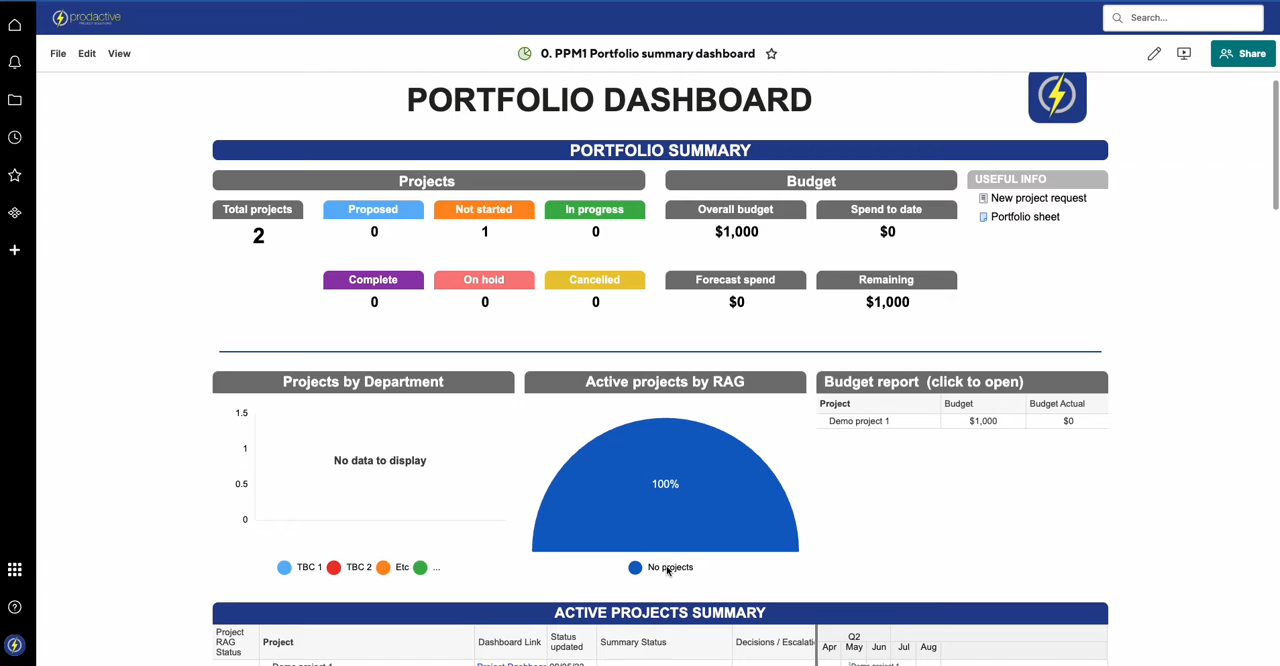 prodactive
Search...
File Edit View
0. PPM1 Portfolio summary dashboard
Share
PORTFOLIO DASHBOARD
PORTFOLIO SUMMARY
Projects
Budget
USEFUL INFO
New project request
Portfolio sheet
Total projects
Proposed
Not started
In progress
Overall budget
Spend to date
2
0
1
0
$1,000
$0
Complete
On hold
Cancelled
Forecast spend
Remaining
0
0
0
$0
$1,000
Projects by Department
1.5
1
0.5
0
No data to display
TBC 1 TBC 2 Etc ...
Active projects by RAG
100%
No projects
Budget report (click to open)
Project Budget Budget Actual
Demo project 1 $1,000 $0
ACTIVE PROJECTS SUMMARY
Project
RAG
Status
Project
Dashboard Link
Status
updated
Summary Status
Decisions / Escalati
Q2
Apr May Jun Jul Aug
Demo project 1